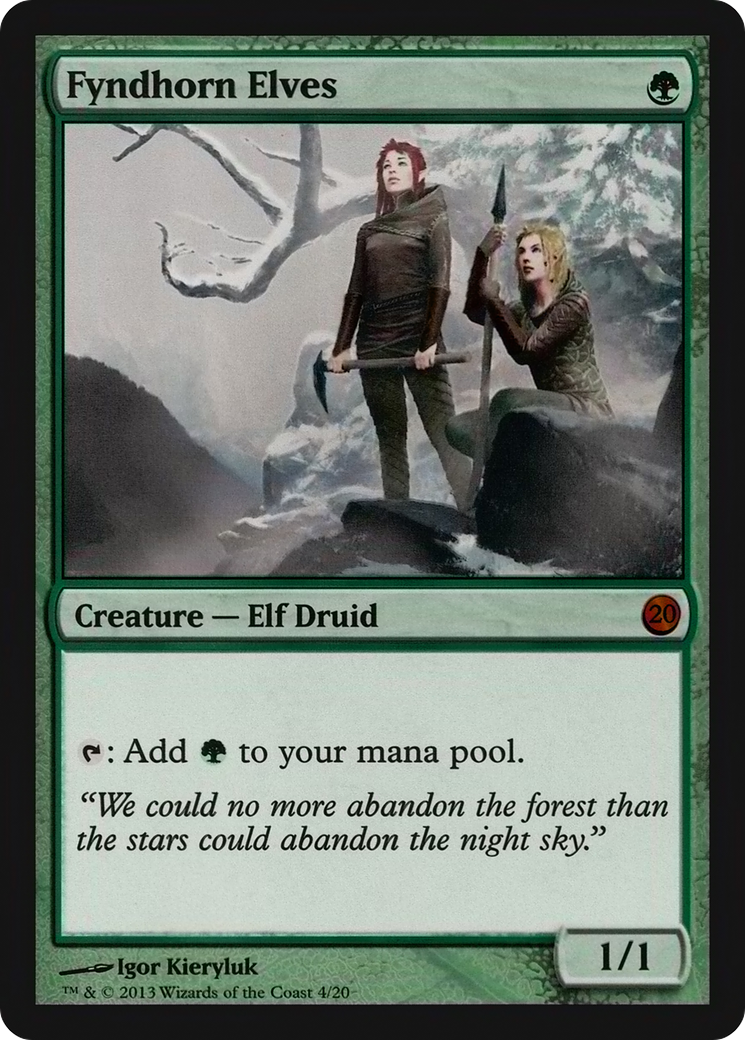 Fyndhorn Elves
Creature — Elf Druid
20
: Add to your mana pool.
“We could no more abandon the forest than
the stars could abandon the night sky.”
1/1
Igor Kieryluk
™ & © 2013 Wizards of the Coast 4/20